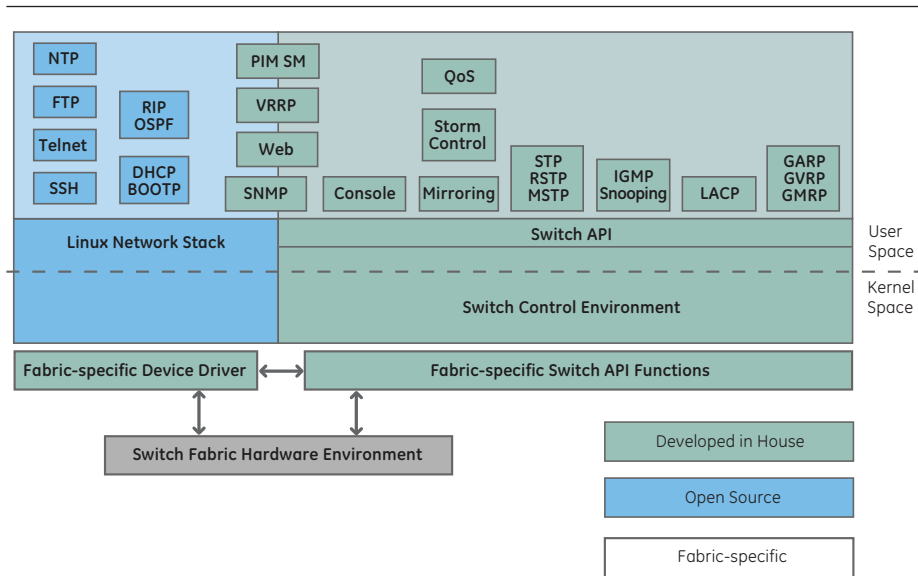 NTP
FTP
Telnet
SSH
RIP
OSPF
DHCP
BOOTP
PIM SM
VRRP
Web
SNMP
Console
QoS
Storm
Control
Mirroring
STP
RSTP
MSTP
IGMP
Snooping
LACP
GARP
GVRP
GMRP
Linux Network Stack
Switch API
User
Space
Switch Control Environment
Kernel
Space
Fabric-specific Device Driver
Fabric-specific Switch API Functions
Switch Fabric Hardware Environment
Developed in House
Open Source
Fabric-specific